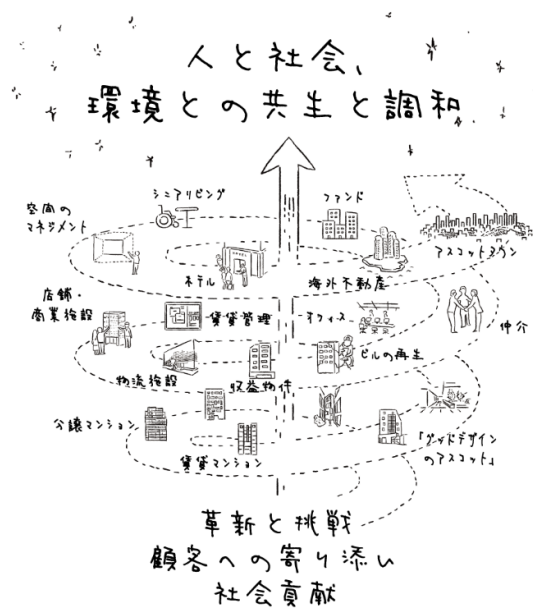 人と社会、
環境との共生と調和
シニアリビング
ファンド
空間の
マネジメント
アスコットタウン
ホテル
海外不動産
店舗・
商業施設
賃貸管理
オフィス
仲介
ビルの再生
物流施設
収益物件
分譲マンション
「グッドデザイン
のアスコット」
賃貸マンション
革新と挑戦
顧客への寄り添い
社会貢献